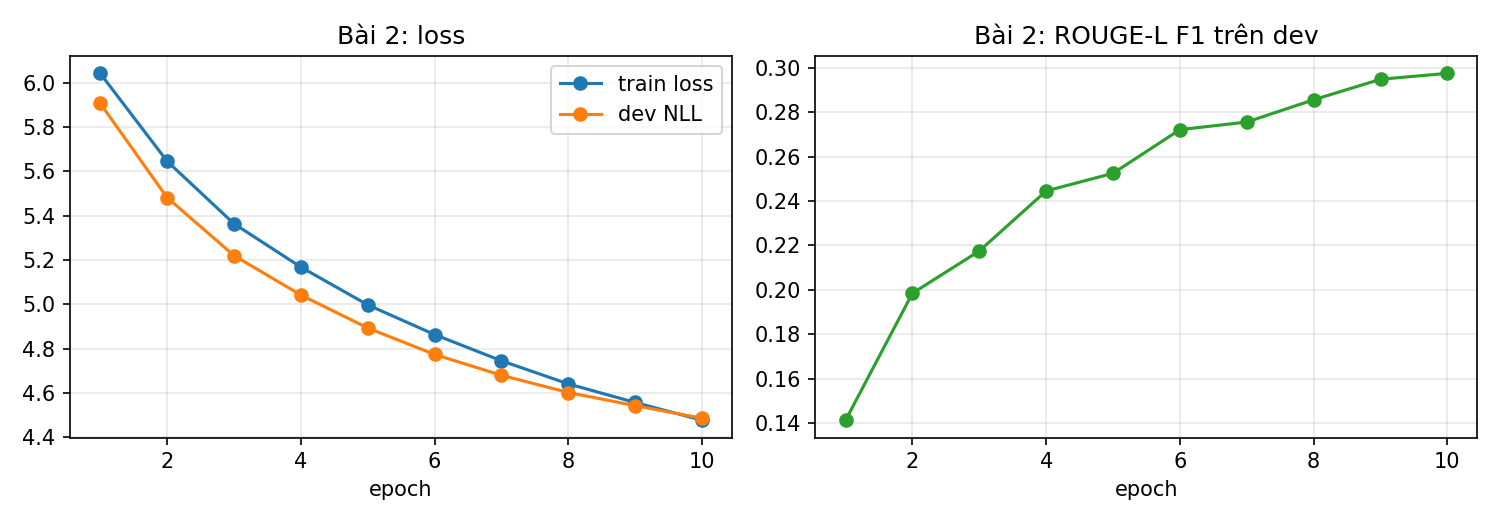 Bài 2: loss
6.0
5.8
5.6
5.4
5.2
5.0
4.8
4.6
4.4
train loss
dev NLL
2 4 6 8 10
epoch
Bài 2: ROUGE-L F1 trên dev
0.30
0.28
0.26
0.24
0.22
0.20
0.18
0.16
0.14
2 4 6 8 10
epoch